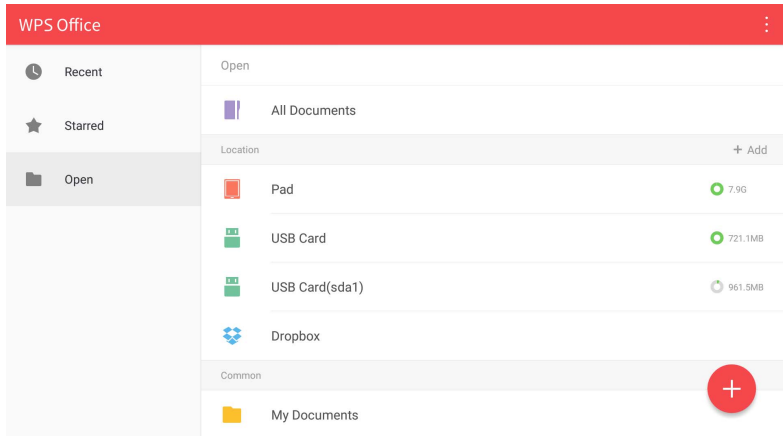 WPS Office
Recent
Starred
Open
Open
All Documents
Location + Add
Pad 7.9G
USB Card 721.1MB
USB Card(sda1) 961.5MB
Dropbox
Common
My Documents